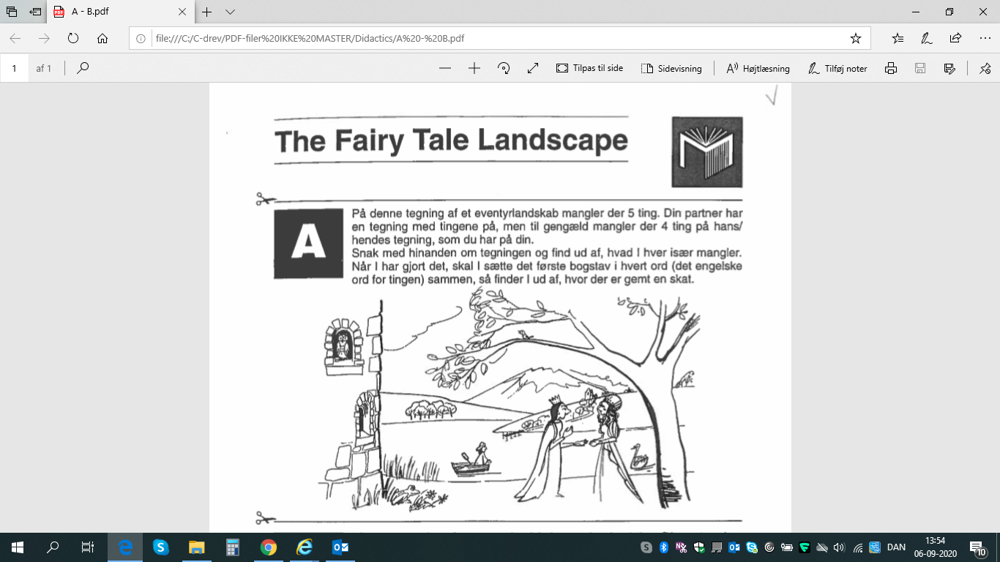 A - B.pdf
file:///C:/C-drev/PDF-filer%20IKKE%20MASTER/Didactics/A%20-%20B.pdf
1 af 1 Tilpas til side Sidevisning Højtlæsning Tilføj noter
The Fairy Tale Landscape
A
På denne tegning af et eventyrlandskab mangler der 5 ting. Din partner har
en tegning med tingene på, men til gengæld mangler der 4 ting på hans/
hendes tegning, som du har på din.
Snak med hinanden om tegningen og find ud af, hvad I hver især mangler.
Når I har gjort det, skal I sætte det første bogstav i hvert ord (det engelske
ord for tingen) sammen, så finder I ud af, hvor der er gemt en skat.
DAN
13:54
06-09-2020
10